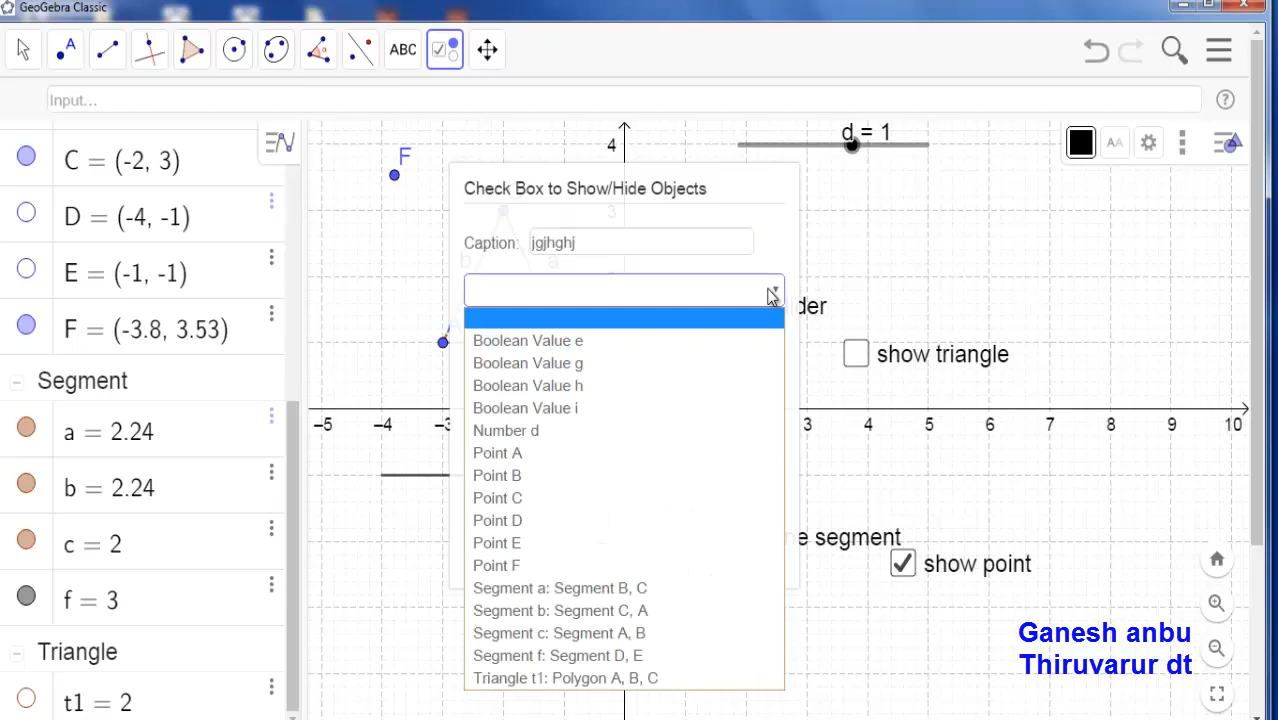 GeoGebra Classic
ABC
Input...
C = (-2, 3)
D = (-4, -1)
E = (-1, -1)
F = (-3.8, 3.53)
Segment
a = 2.24
b = 2.24
c = 2
f = 3
Triangle
t1 = 2
d = 1
AA
F
4
3
b
a
Check Box to Show/Hide Objects
Caption: jgjhghj
Boolean Value e
Boolean Value g
Boolean Value h
Boolean Value i
Number d
Point A
Point B
Point C
Point D
Point E
Point F
Segment a: Segment B, C
Segment b: Segment C, A
Segment c: Segment A, B
Segment f: Segment D, E
Triangle t1: Polygon A, B, C
show triangle
-5 -4 3 4 5 6 7 8 9 10
segment
show point
Ganesh anbu
Thiruvarur dt